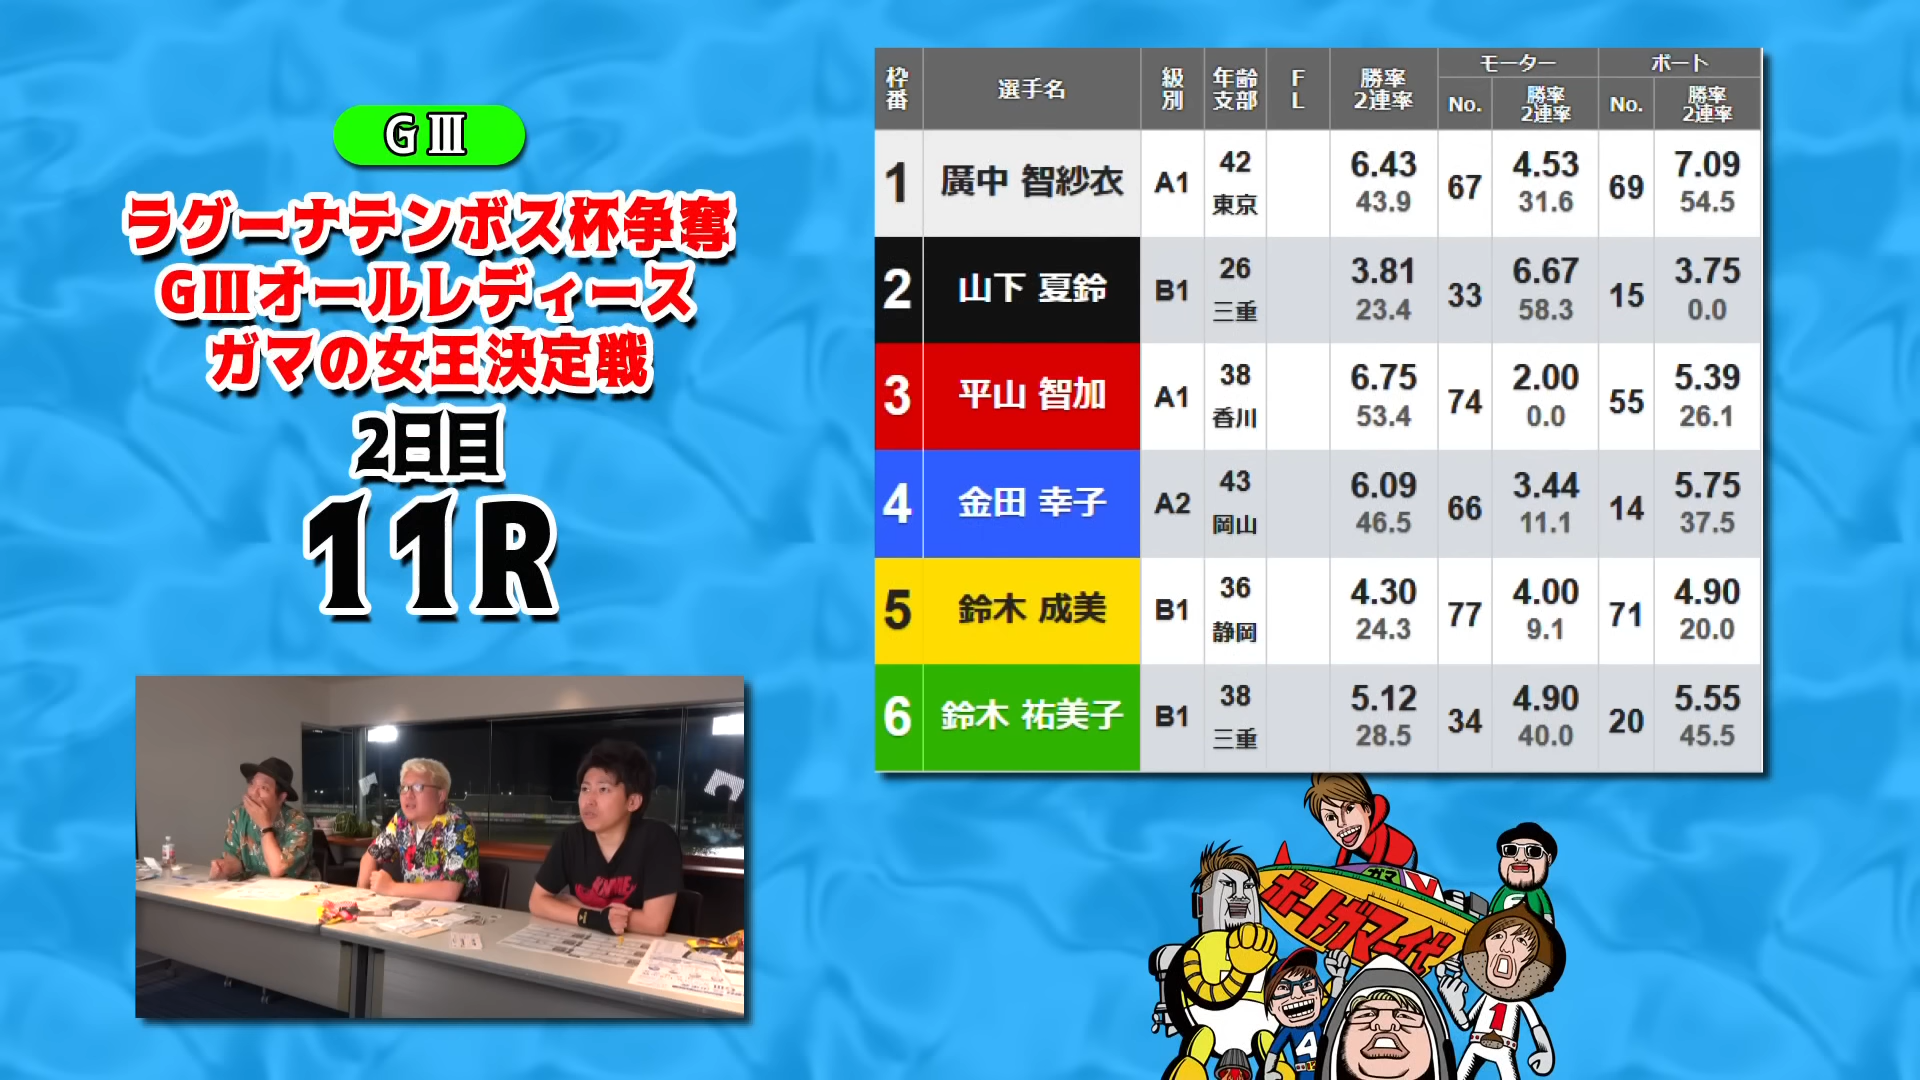 GⅢ
ラグーナテンボス杯争奪
GⅢオールレディース
ガマの女王決定戦
2日目
11R
枠番 選手名 級別 年齢支部 FL 勝率2連率 モーター ボート
No. 勝率2連率 No. 勝率2連率
1 廣中 智紗衣 A1 42 東京 6.43 43.9 67 4.53 31.6 69 7.09 54.5
2 山下 夏鈴 B1 26 三重 3.81 23.4 33 6.67 58.3 15 3.75 0.0
3 平山 智加 A1 38 香川 6.75 53.4 74 2.00 0.0 55 5.39 26.1
4 金田 幸子 A2 43 岡山 6.09 46.5 66 3.44 11.1 14 5.75 37.5
5 鈴木 成美 B1 36 静岡 4.30 24.3 77 4.00 9.1 71 4.90 20.0
6 鈴木 祐美子 B1 38 三重 5.12 28.5 34 4.90 40.0 20 5.55 45.5
ガマ
ボートガマ一代
1
4